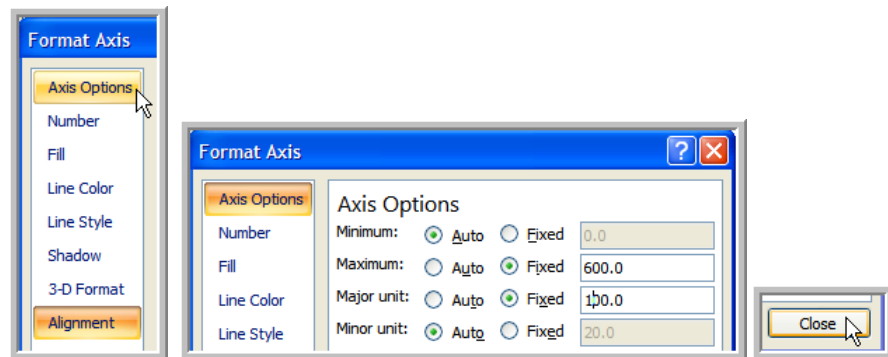 Format Axis
Axis Options
Number
Fill
Line Color
Line Style
Shadow
3-D Format
Alignment
Format Axis
Axis Options
Number
Fill
Line Color
Line Style
Axis Options
Minimum: Auto Fixed 0.0
Maximum: Auto Fixed 600.0
Major unit: Auto Fixed 100.0
Minor unit: Auto Fixed 20.0
Close